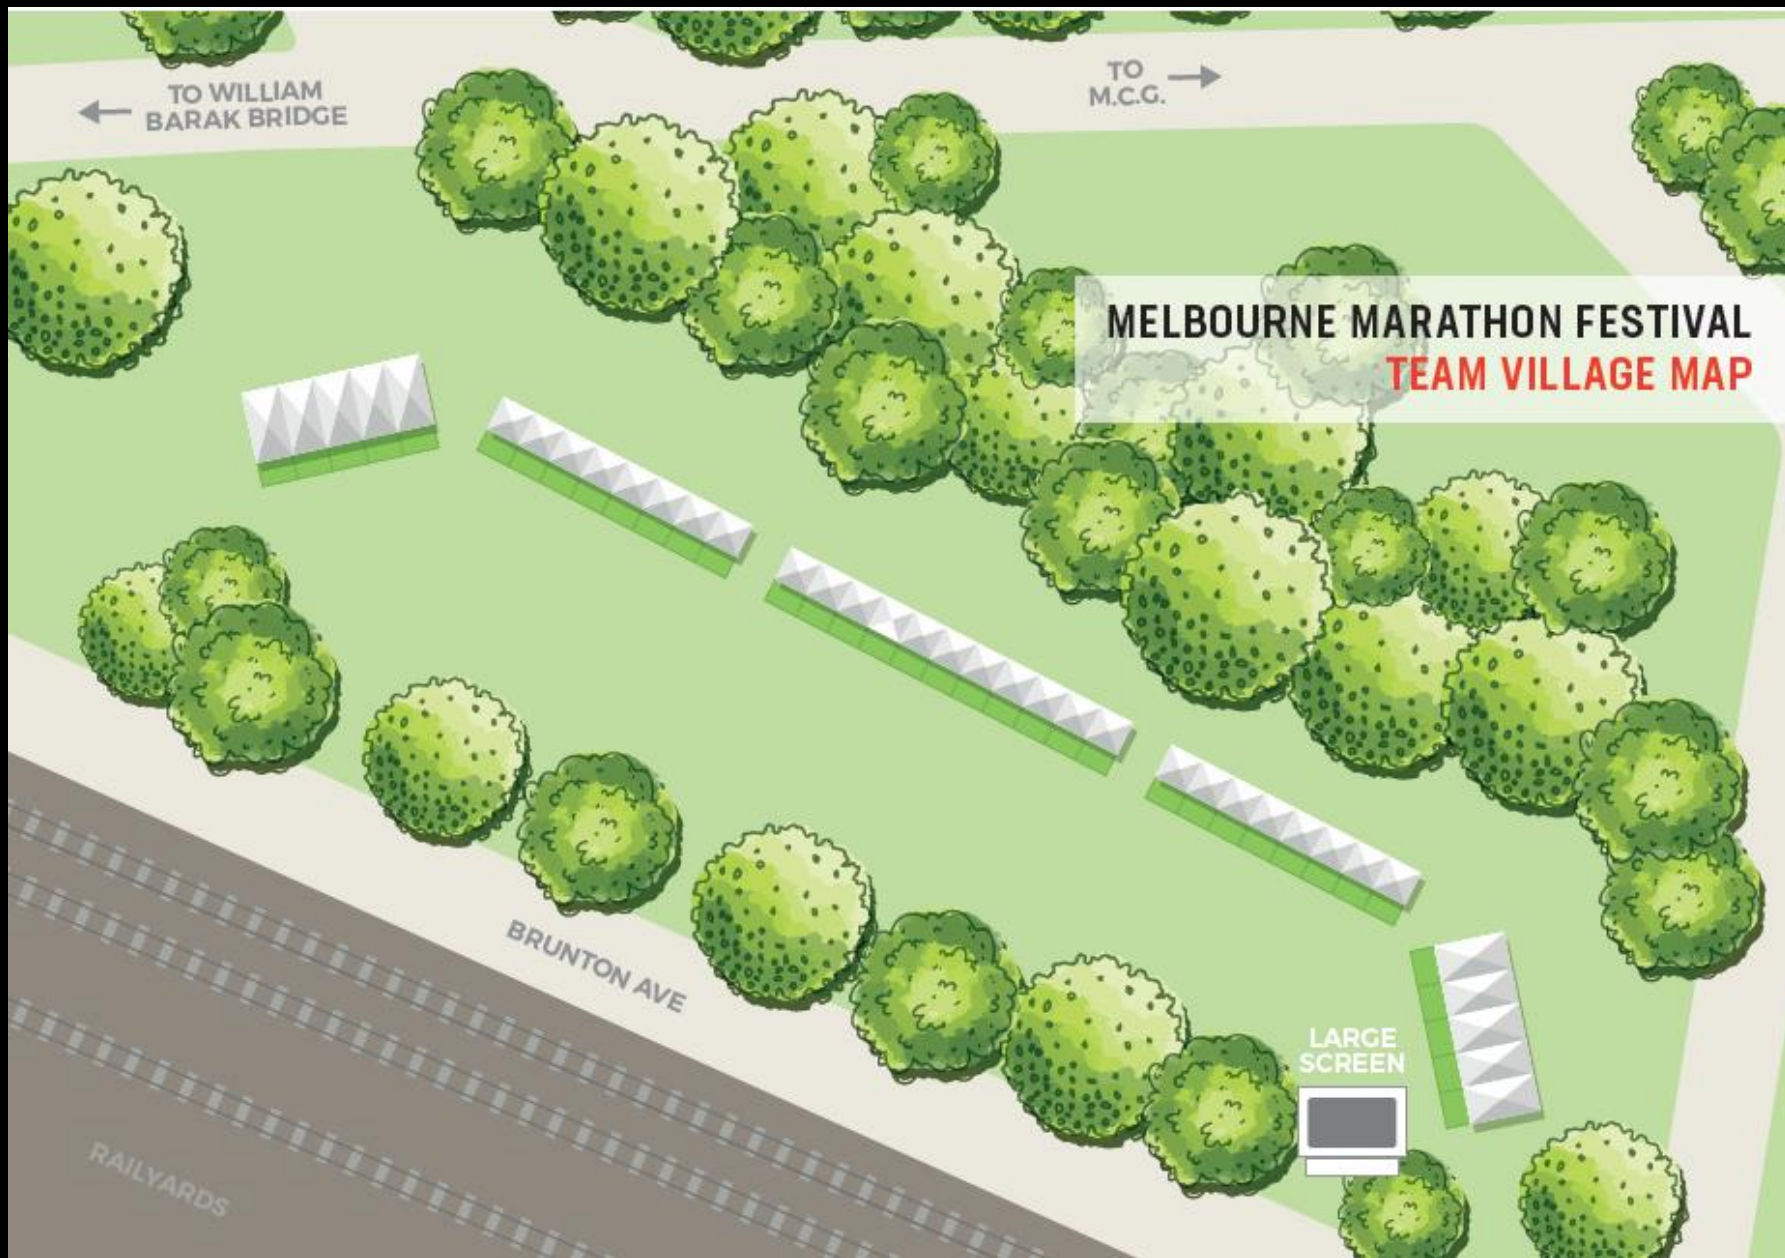 TO WILLIAM
BARAK BRIDGE
TO
M.C.G.
MELBOURNE MARATHON FESTIVAL
TEAM VILLAGE MAP
BRUNTON AVE
LARGE
SCREEN
RAILYARDS